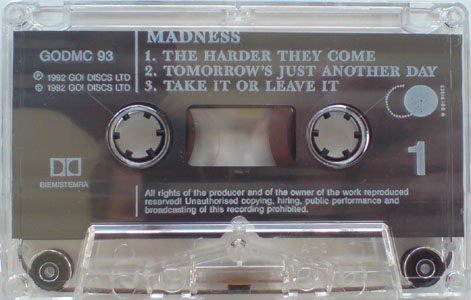 MADNESS
GODMC 93
1. THE HARDER THEY COME
2. TOMORROW'S JUST ANOTHER DAY
3. TAKE IT OR LEAVE IT
℗ 1992 GO! DISCS LTD
© 1992 GO! DISCS LTD
1
BIEM/STEMRA
All rights of the producer and of the owner of the work reproduced
reserved! Unauthorised copying, hiring, public performance and
broadcasting of this recording prohibited.